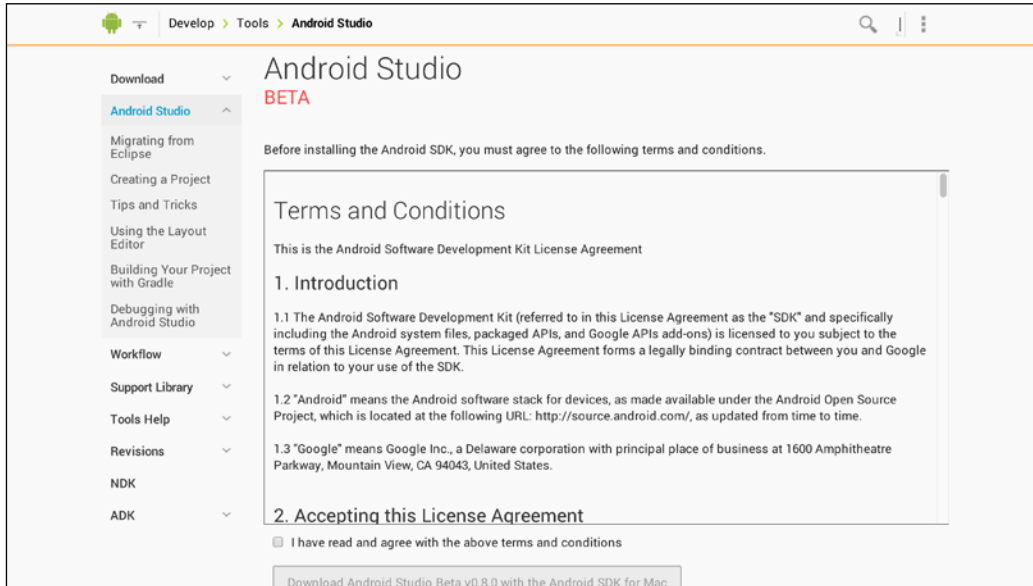 Develop > Tools > Android Studio
Download
Android Studio
Migrating from
Eclipse
Creating a Project
Tips and Tricks
Using the Layout
Editor
Building Your Project
with Gradle
Debugging with
Android Studio
Workflow
Support Library
Tools Help
Revisions
NDK
ADK
Android Studio
BETA
Before installing the Android SDK, you must agree to the following terms and conditions.
Terms and Conditions
This is the Android Software Development Kit License Agreement
1. Introduction
1.1 The Android Software Development Kit (referred to in this License Agreement as the "SDK" and specifically
including the Android system files, packaged APIs, and Google APIs add-ons) is licensed to you subject to the
terms of this License Agreement. This License Agreement forms a legally binding contract between you and Google
in relation to your use of the SDK.
1.2 "Android" means the Android software stack for devices, as made available under the Android Open Source
Project, which is located at the following URL: http://source.android.com/, as updated from time to time.
1.3 "Google" means Google Inc., a Delaware corporation with principal place of business at 1600 Amphitheatre
Parkway, Mountain View, CA 94043, United States.
2. Accepting this License Agreement
I have read and agree with the above terms and conditions
Download Android Studio Beta v0.8.0 with the Android SDK for Mac